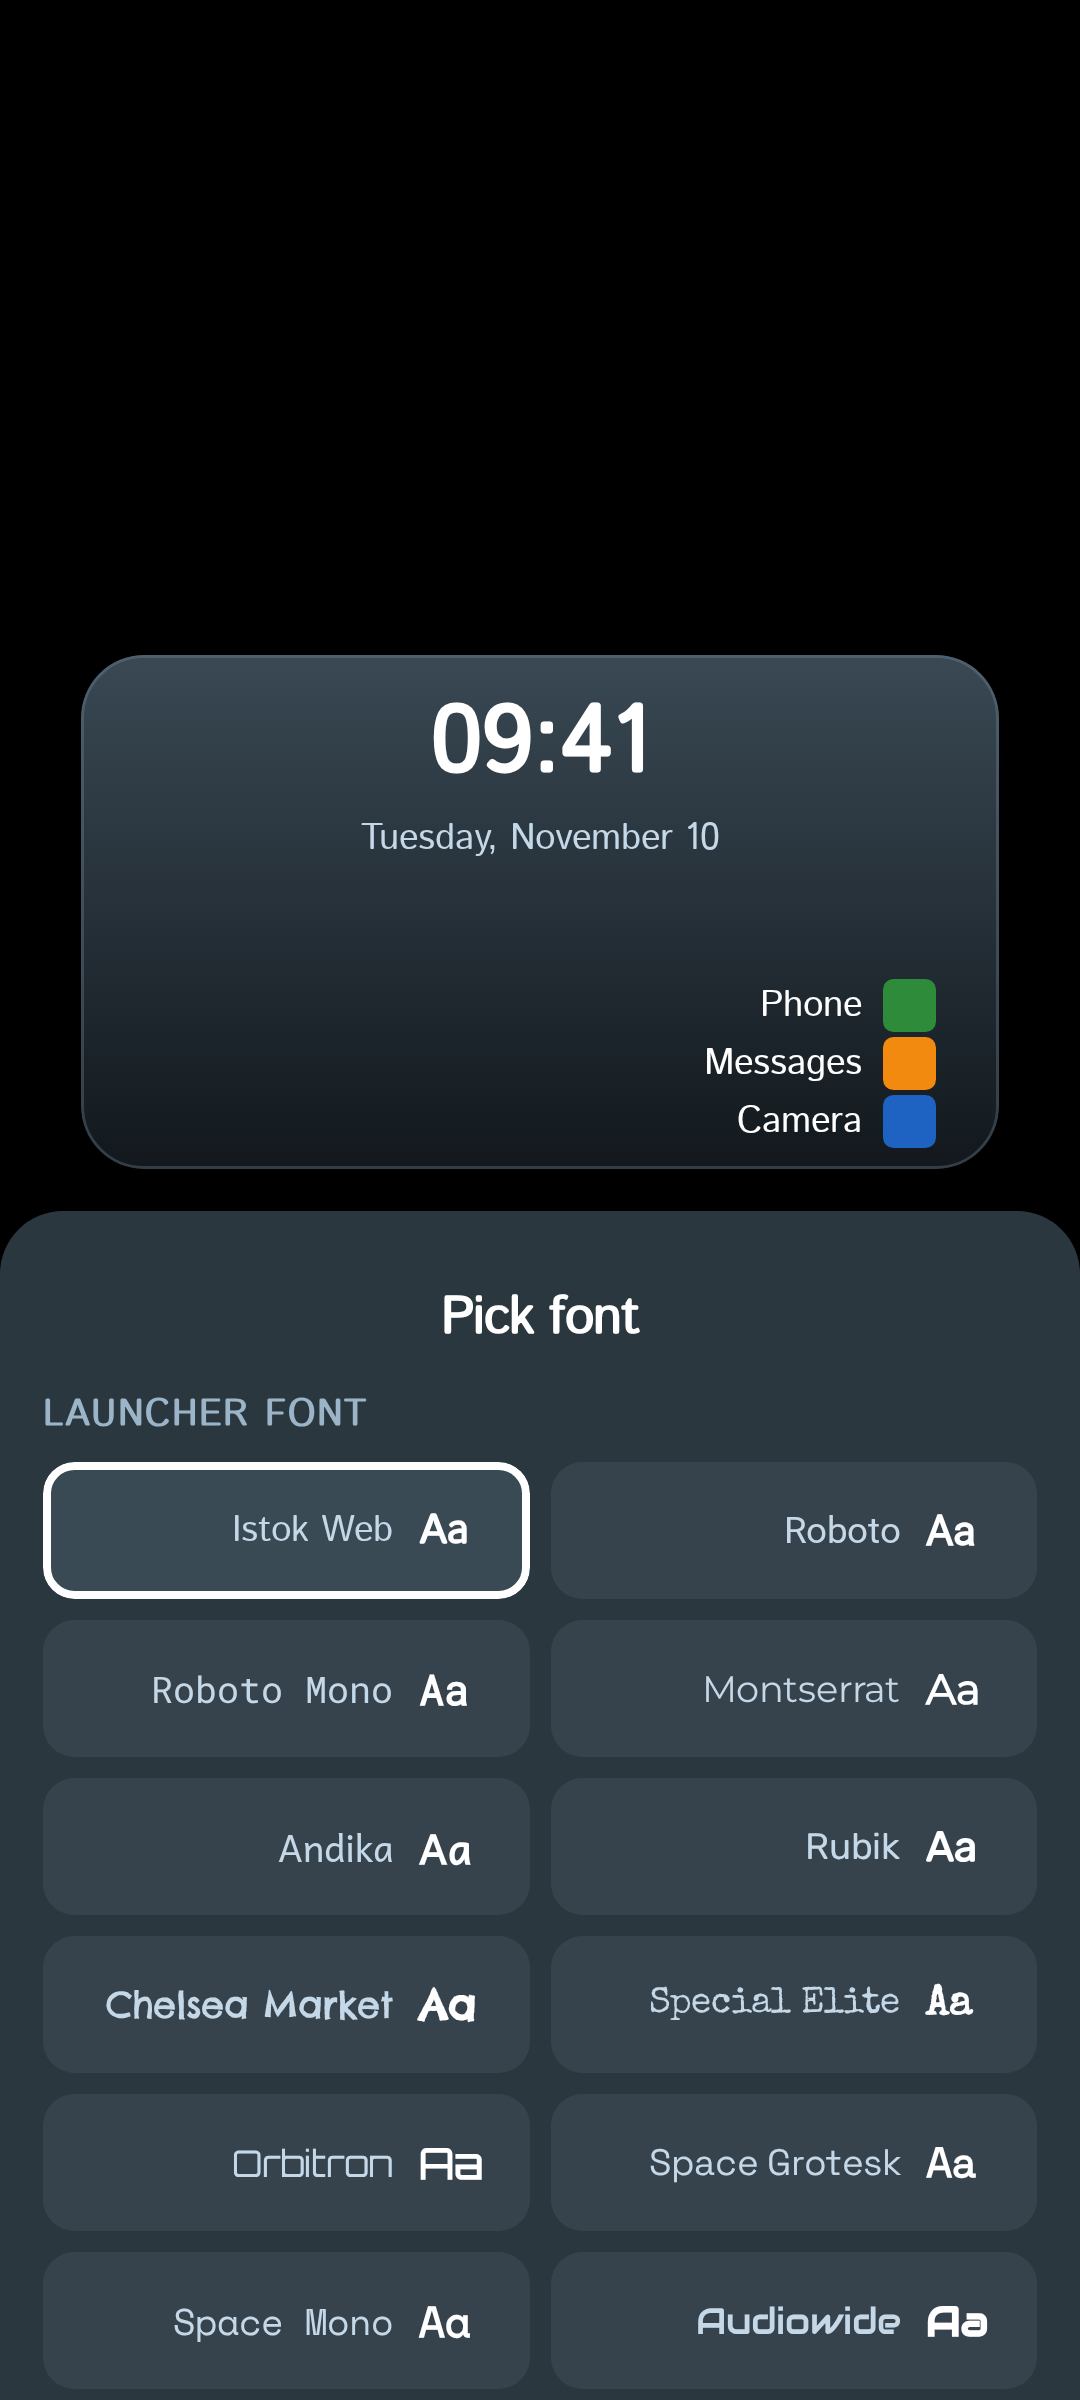 09:41
Tuesday, November 10
Phone
Messages
Camera
Pick font
LAUNCHER FONT
Istok Web Aa
Roboto Aa
Roboto Mono Aa
Montserrat Aa
Andika Aa
Rubik Aa
Chelsea Market Aa
Special Elite Aa
Orbitron Aa
Space Grotesk Aa
Space Mono Aa
Audiowide Aa